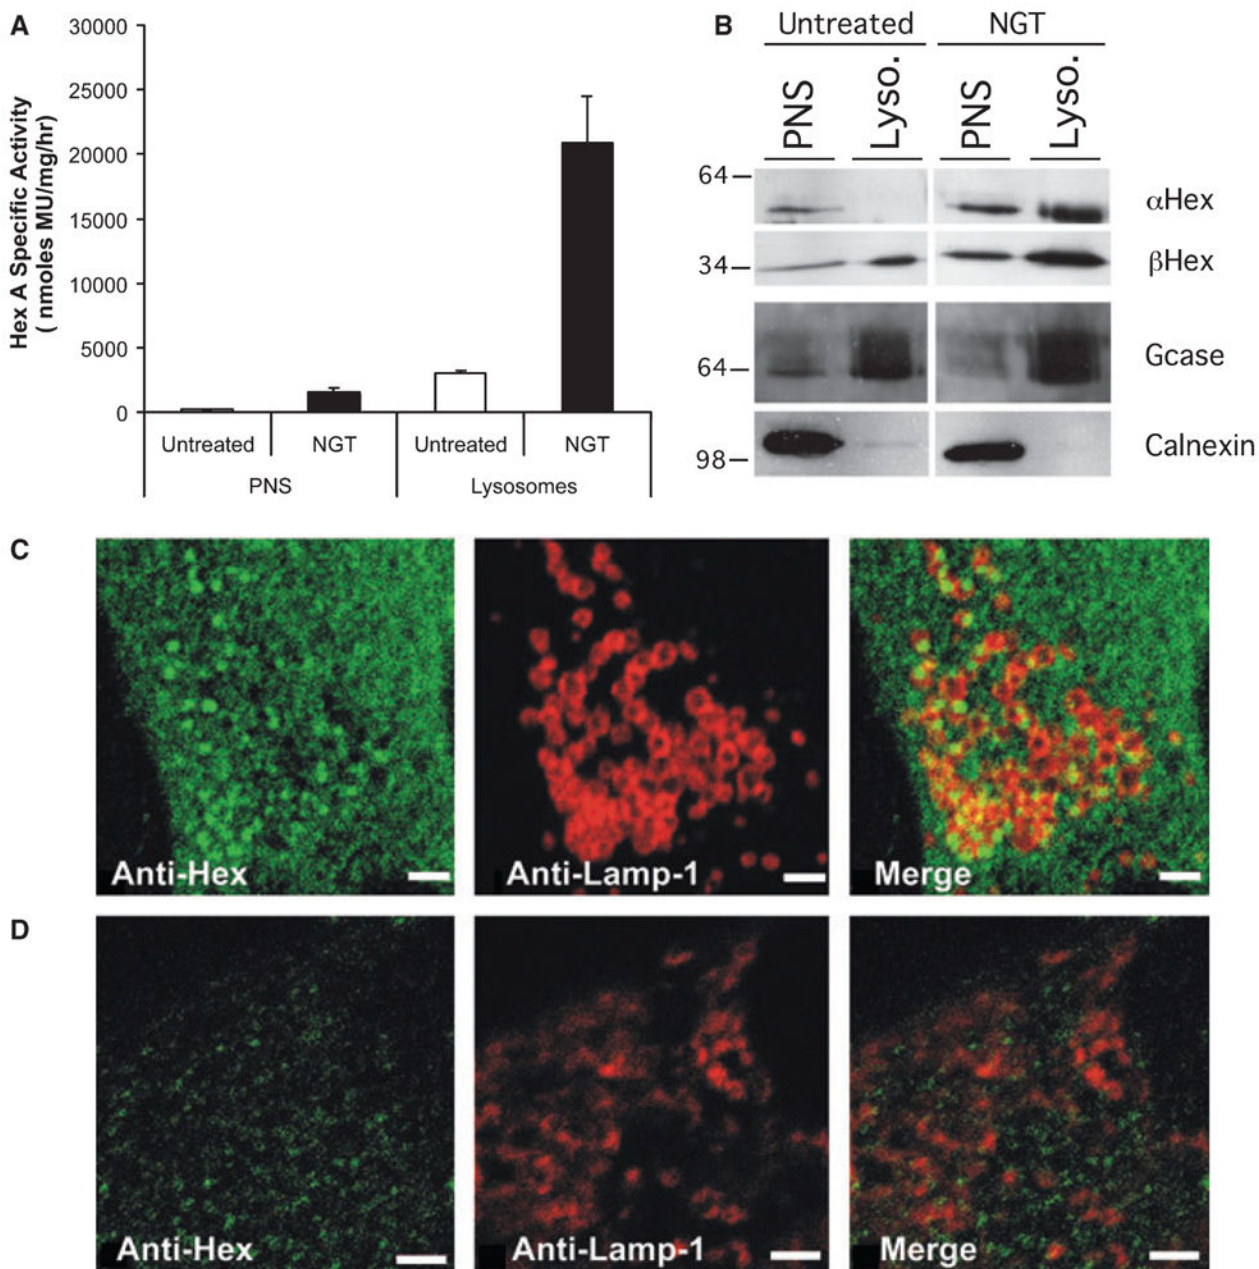 A
30000
25000
20000
15000
10000
5000
0
Hex A Specific Activity
( nmoles MU/mg/hr)
Untreated
NGT
Untreated
NGT
PNS
Lysosomes
B
Untreated
NGT
PNS
Lyso.
PNS
Lyso.
64
αHex
34
βHex
64
Gcase
98
Calnexin
C
Anti-Hex
Anti-Lamp-1
Merge
D
Anti-Hex
Anti-Lamp-1
Merge